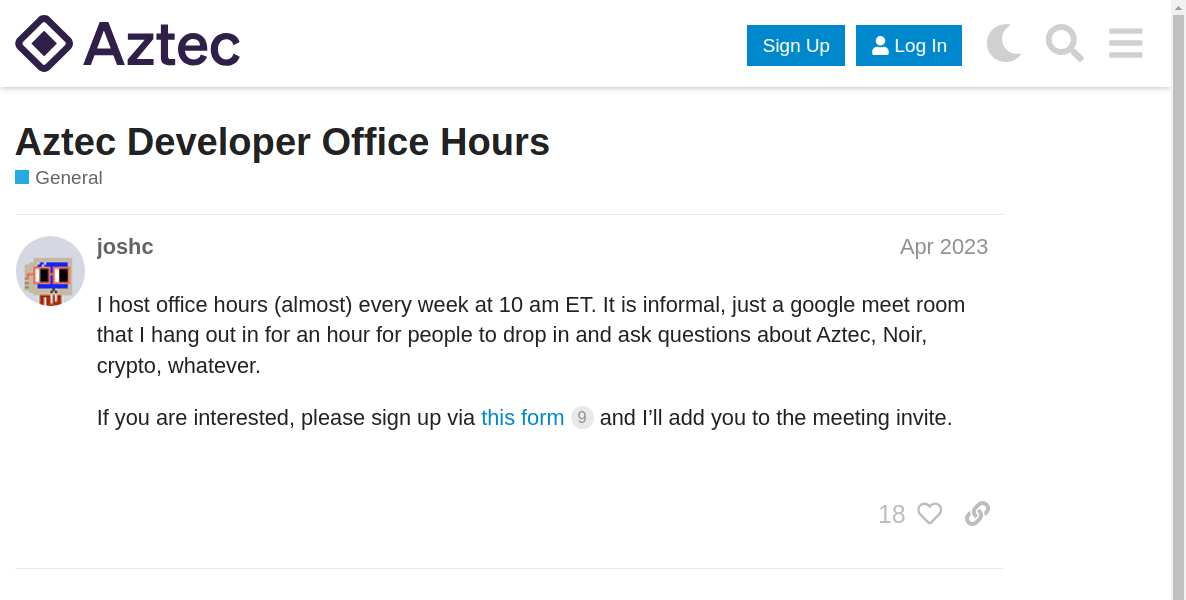 Aztec
Sign Up
Log In
Aztec Developer Office Hours
General
joshc
Apr 2023
I host office hours (almost) every week at 10 am ET. It is informal, just a google meet room
that I hang out in for an hour for people to drop in and ask questions about Aztec, Noir,
crypto, whatever.
If you are interested, please sign up via this form 9 and I’ll add you to the meeting invite.
18